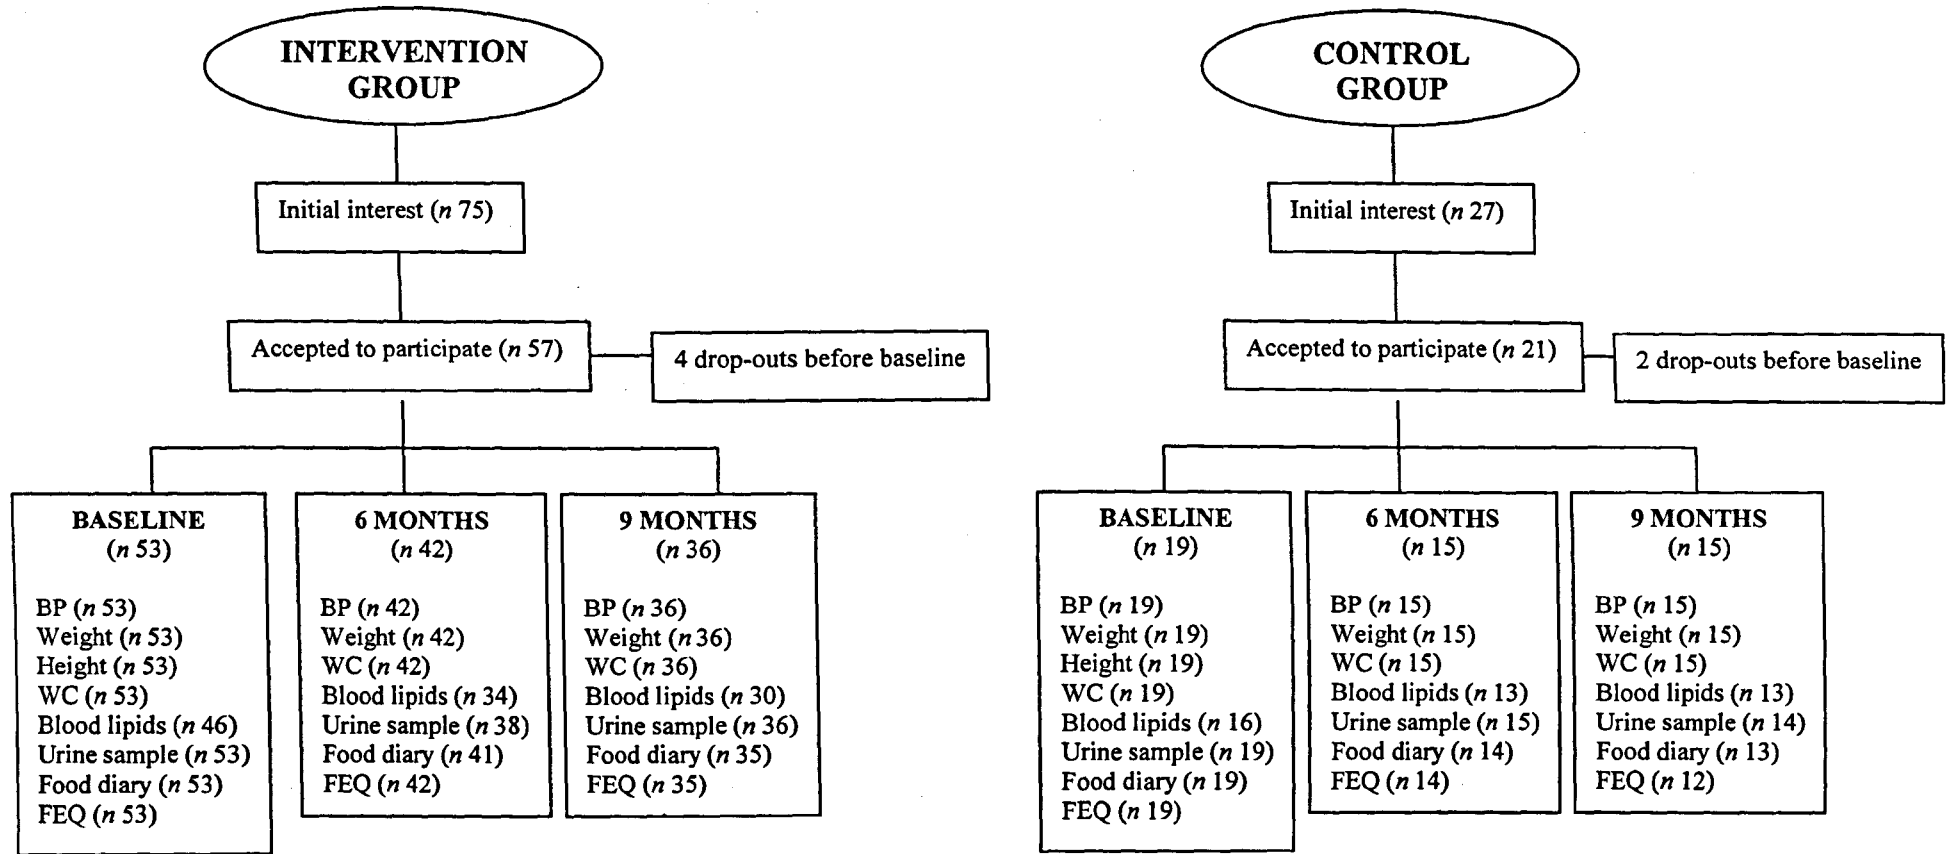 INTERVENTION
GROUP
Initial interest (n 75)
Accepted to participate (n 57)
4 drop-outs before baseline
BASELINE
(n 53)
BP (n 53)
Weight (n 53)
Height (n 53)
WC (n 53)
Blood lipids (n 46)
Urine sample (n 53)
Food diary (n 53)
FEQ (n 53)
6 MONTHS
(n 42)
BP (n 42)
Weight (n 42)
WC (n 42)
Blood lipids (n 34)
Urine sample (n 38)
Food diary (n 41)
FEQ (n 42)
9 MONTHS
(n 36)
BP (n 36)
Weight (n 36)
WC (n 36)
Blood lipids (n 30)
Urine sample (n 36)
Food diary (n 35)
FEQ (n 35)
CONTROL
GROUP
Initial interest (n 27)
Accepted to participate (n 21)
2 drop-outs before baseline
BASELINE
(n 19)
BP (n 19)
Weight (n 19)
Height (n 19)
WC (n 19)
Blood lipids (n 16)
Urine sample (n 19)
Food diary (n 19)
FEQ (n 19)
6 MONTHS
(n 15)
BP (n 15)
Weight (n 15)
WC (n 15)
Blood lipids (n 13)
Urine sample (n 15)
Food diary (n 14)
FEQ (n 14)
9 MONTHS
(n 15)
BP (n 15)
Weight (n 15)
WC (n 15)
Blood lipids (n 13)
Urine sample (n 14)
Food diary (n 13)
FEQ (n 12)